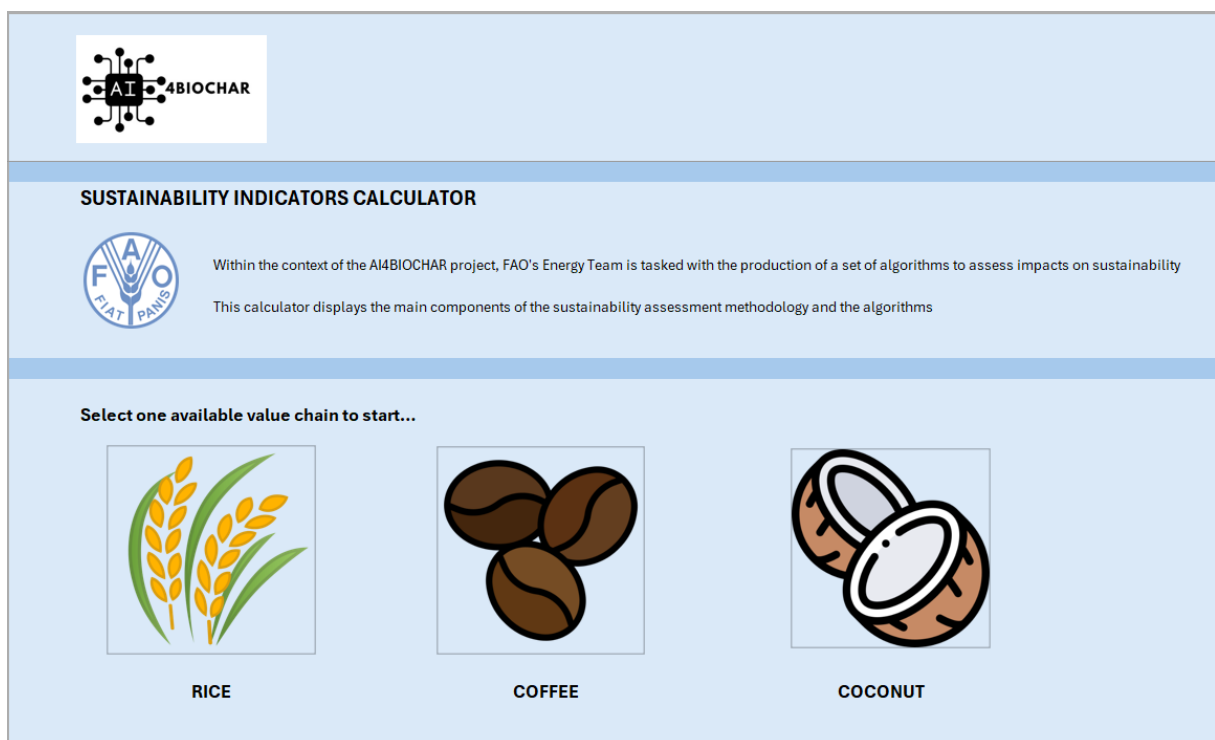 AI 4BIOCHAR
SUSTAINABILITY INDICATORS CALCULATOR
F A O
FIAT PANIS
Within the context of the AI4BIOCHAR project, FAO's Energy Team is tasked with the production of a set of algorithms to assess impacts on sustainability
This calculator displays the main components of the sustainability assessment methodology and the algorithms
Select one available value chain to start...
RICE
COFFEE
COCONUT